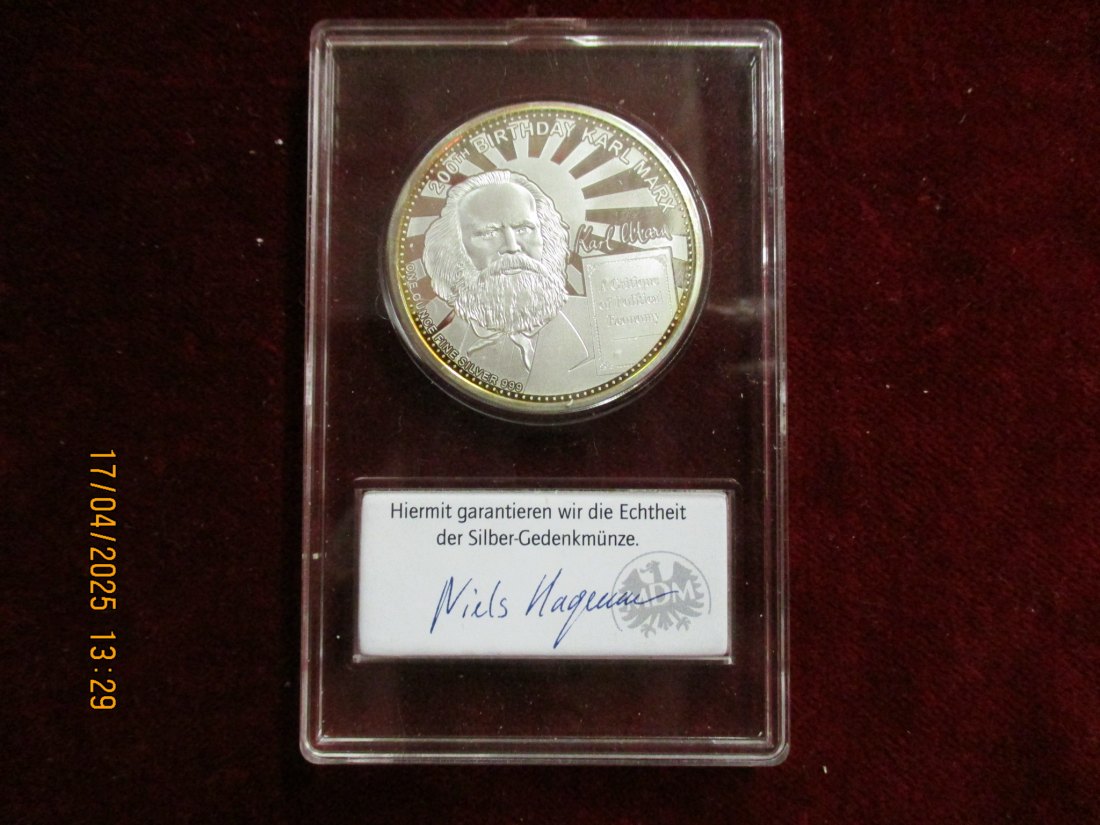 200TH BIRTHDAY KARL MARX
Karl Marx
A Critique
of Political
Economy
ONE OUNCE FINE SILVER 999
Hiermit garantieren wir die Echtheit
der Silber-Gedenkmünze.
Niels
MDM
17/04/2025 13:29